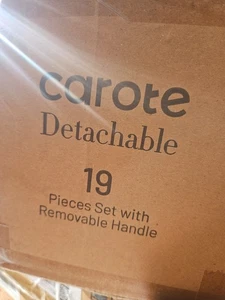 carote
Detachable
19
Pieces Set with
Removable Handle